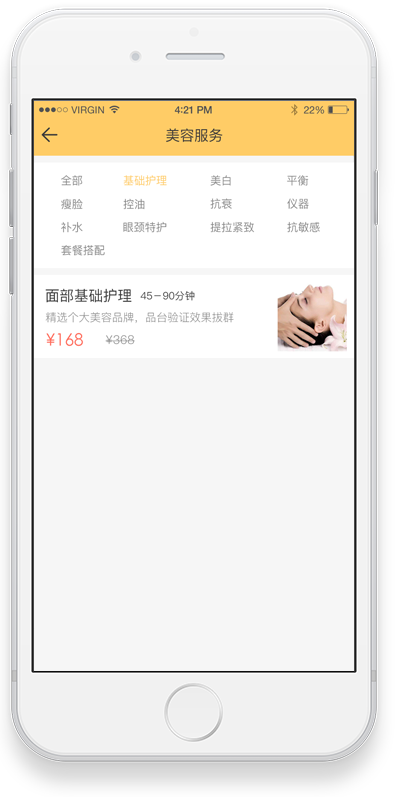 VIRGIN 4:21 PM 22%
美容服务
全部 基础护理 美白 平衡
瘦脸 控油 抗衰 仪器
补水 眼颈特护 提拉紧致 抗敏感
套餐搭配
面部基础护理 45－90分钟
精选个大美容品牌，品台验证效果拔群
¥168 ¥368